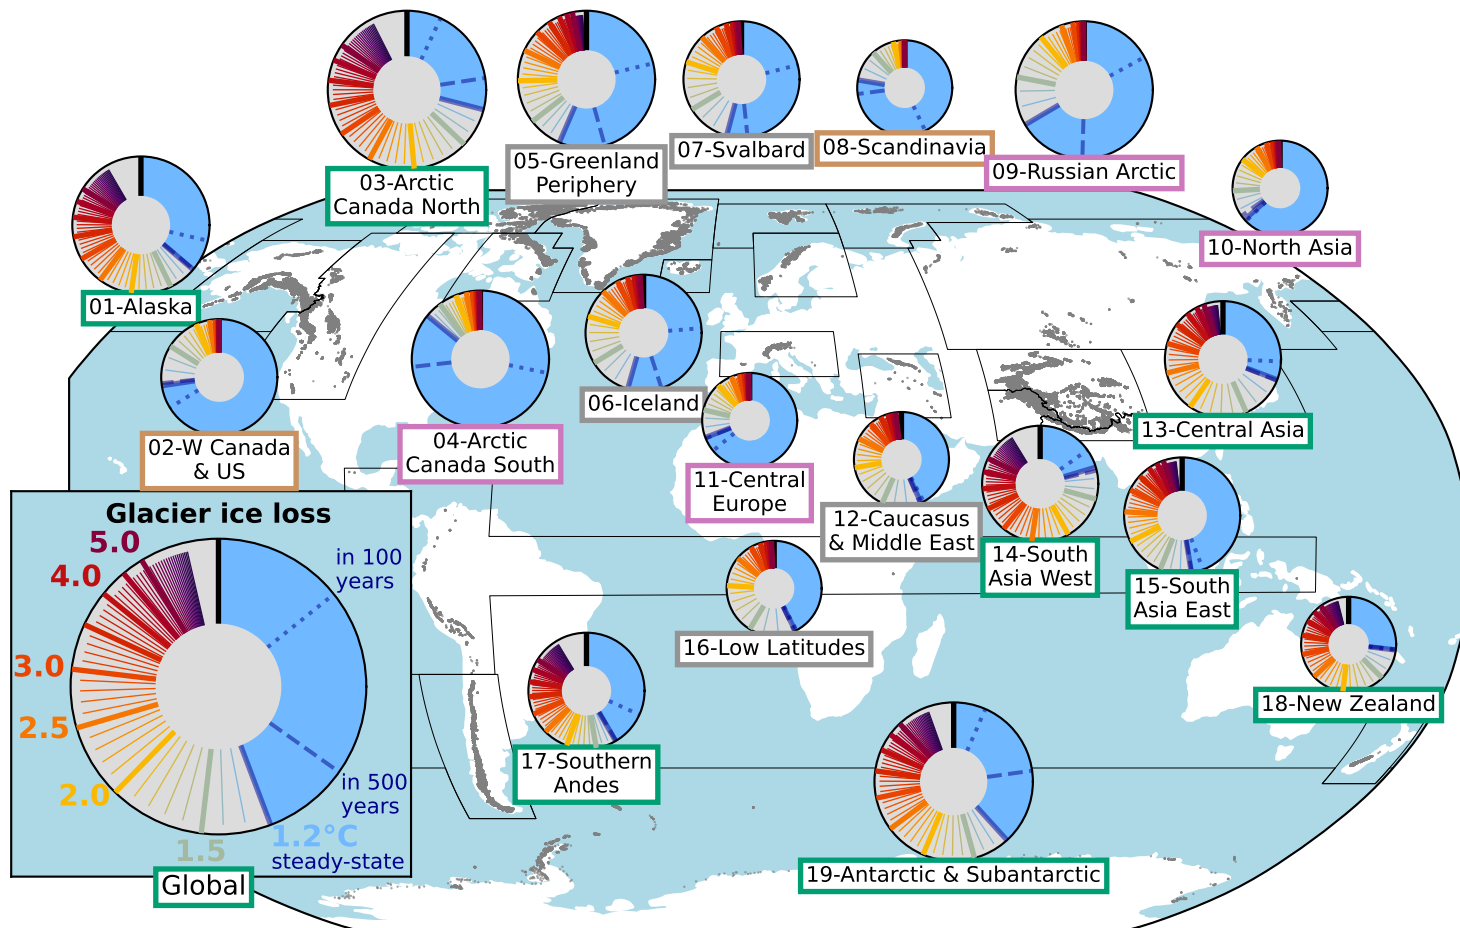 03-Arctic
Canada North
05-Greenland
Periphery
07-Svalbard
08-Scandinavia
09-Russian Arctic
10-North Asia
01-Alaska
02-W Canada
& US
04-Arctic
Canada South
06-Iceland
11-Central
Europe
12-Caucasus
& Middle East
13-Central Asia
14-South
Asia West
15-South
Asia East
16-Low Latitudes
17-Southern
Andes
18-New Zealand
19-Antarctic & Subantarctic
Glacier ice loss
5.0
4.0
3.0
2.5
2.0
1.5
1.2°C
steady-state
in 100
years
in 500
years
Global